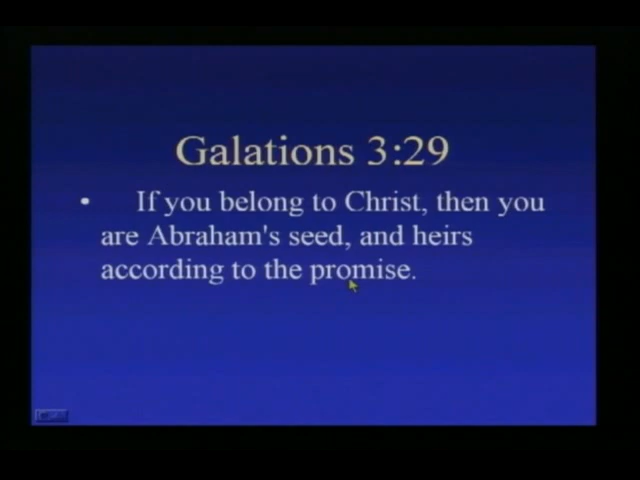 Galations 3:29
• If you belong to Christ, then you
are Abraham's seed, and heirs
according to the promise.